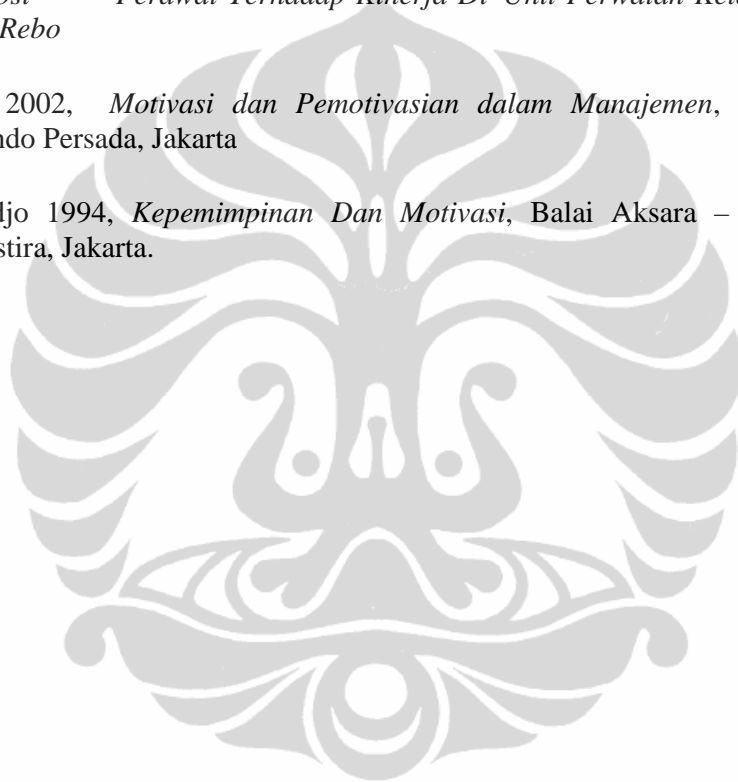 osi Perawat Terhadap Kinerja Di Unit Perwatan
Rebo
2002, Motivasi dan Pemotivasian dalam Manajemen,
ndo Persada, Jakarta
djo 1994, Kepemimpinan Dan Motivasi, Balai Aksara –
stira, Jakarta.